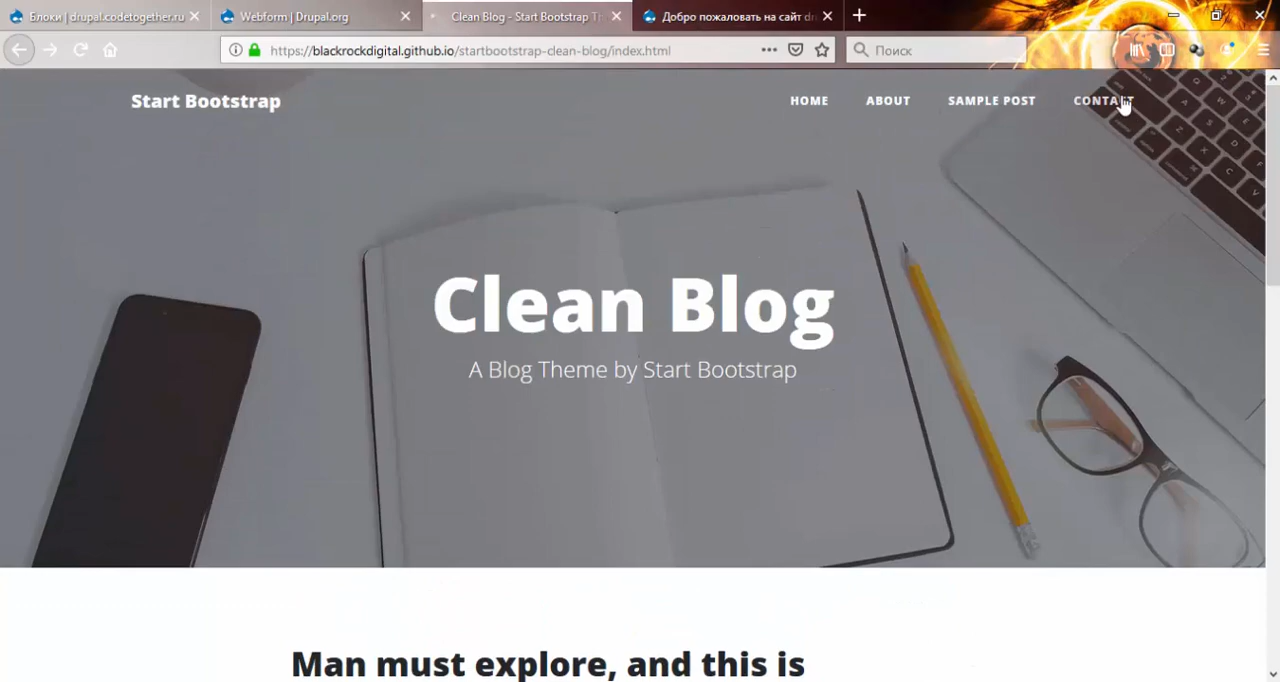 Блоки | drupal.codetogether.ru
Webform | Drupal.org
Clean Blog - Start Bootstrap Th
Добро пожаловать на сайт d
https://blackrockdigital.github.io/startbootstrap-clean-blog/index.html
Поиск
Start Bootstrap
HOME
ABOUT
SAMPLE POST
CONTACT
Clean Blog
A Blog Theme by Start Bootstrap
Man must explore, and this is